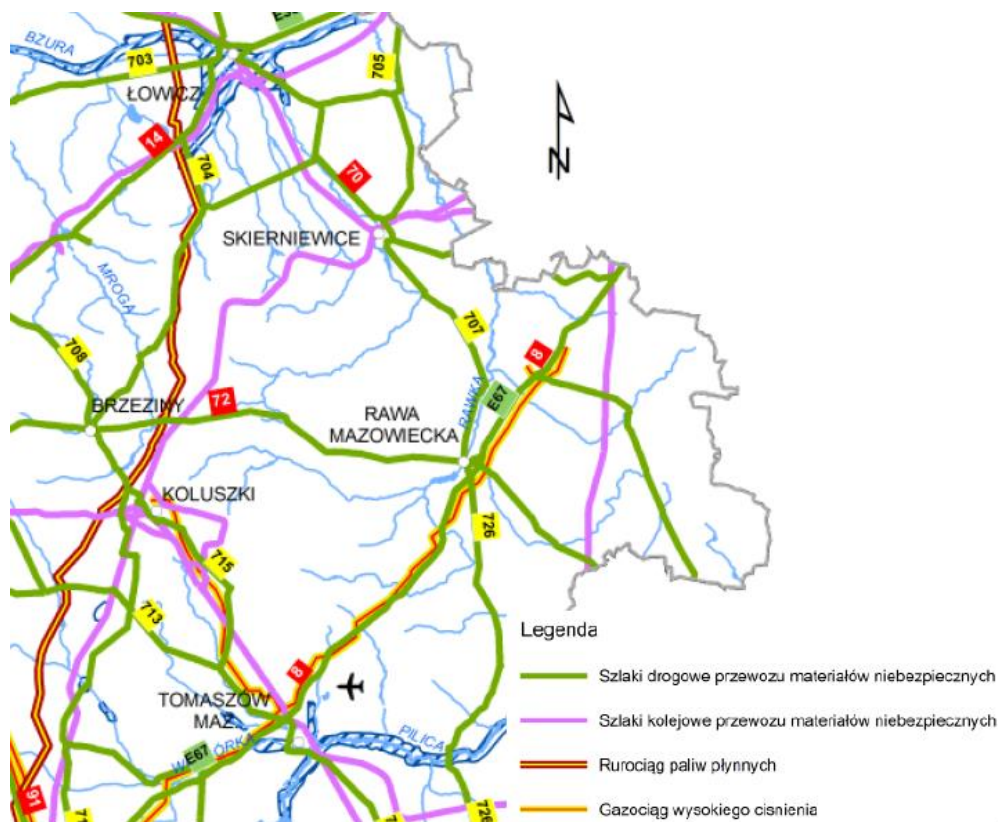 BZURA
703
705
ŁOWICZ
14
704
70
SKIERNIEWICE
MROGA
707
708
8
BRZEZINY
72
E67
RAWKA
RAWA
MAZOWIECKA
KOLUSZKI
726
715
713
8
TOMASZÓW
MAZ.
PILICA
E67
91
726
N
Legenda
Szlaki drogowe przewozu materiałów niebezpiecznych
Szlaki kolejowe przewozu materiałów niebezpiecznych
Rurociąg paliw płynnych
Gazociąg wysokiego cisnienia